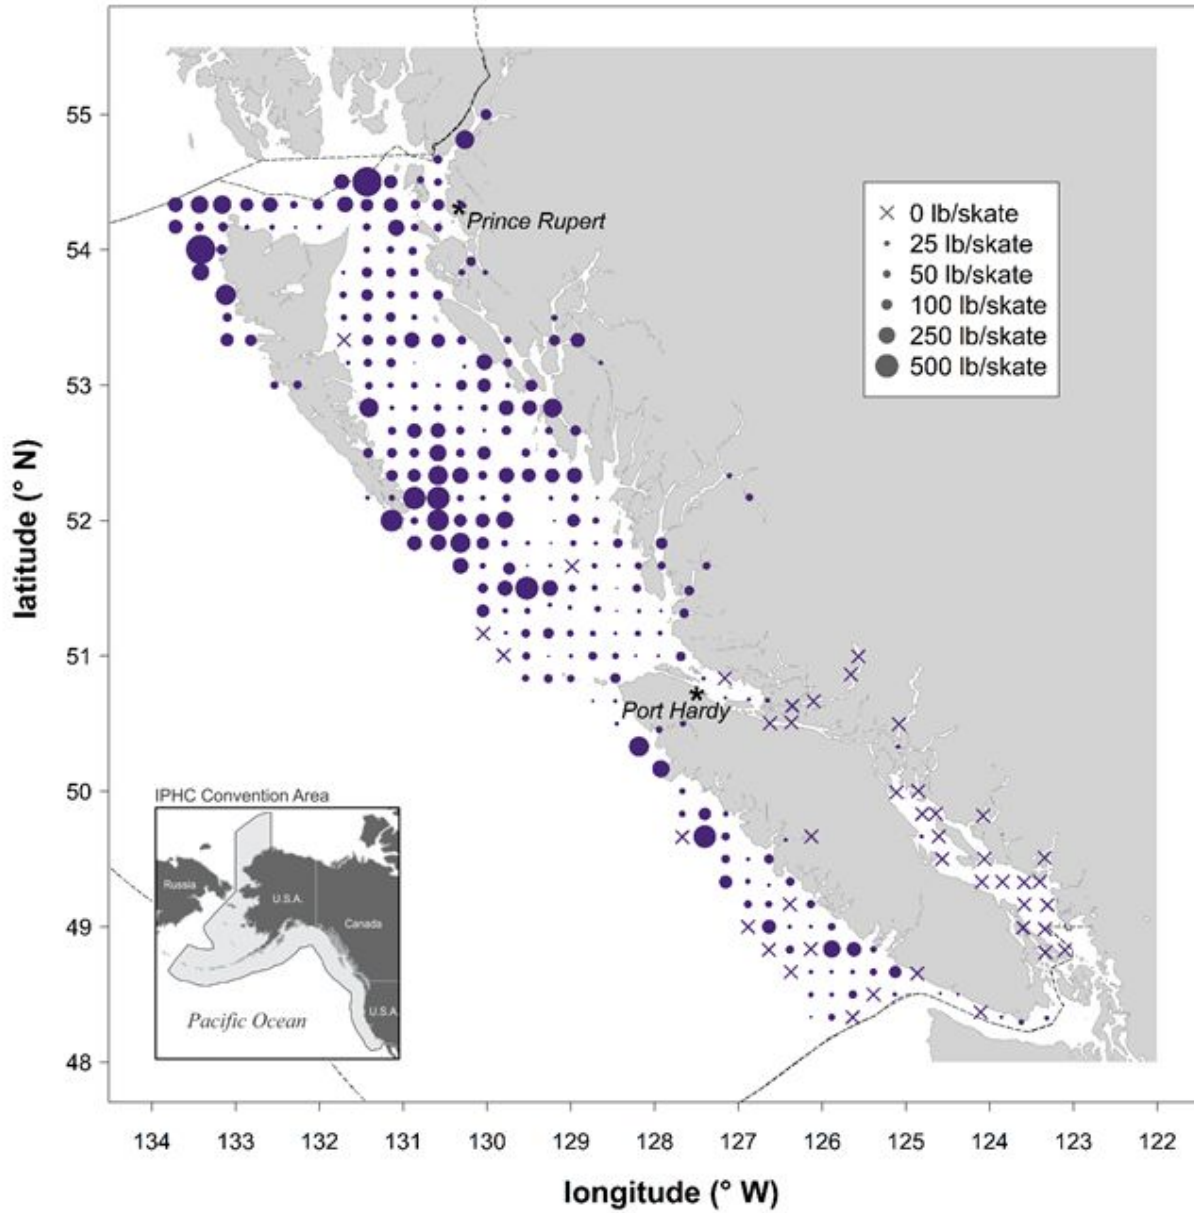 55
54
53
52
51
50
49
48
latitude (° N)
Prince Rupert
0 lb/skate
25 lb/skate
50 lb/skate
100 lb/skate
250 lb/skate
500 lb/skate
Port Hardy
IPHC Convention Area
Russia
U.S.A.
Canada
U.S.A.
Pacific Ocean
134 133 132 131 130 129 128 127 126 125 124 123 122
longitude (° W)